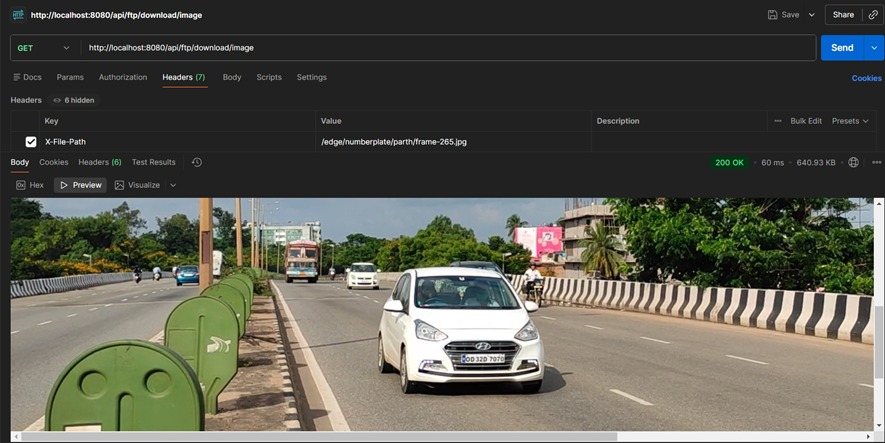 HTTP http://localhost:8080/api/ftp/download/image Save Share
GET http://localhost:8080/api/ftp/download/image Send
Docs Params Authorization Headers (7) Body Scripts Settings Cookies
Headers 6 hidden
Key Value Description ••• Bulk Edit Presets
X-File-Path /edge/numberplate/parth/frame-265.jpg
Body Cookies Headers (6) Test Results 200 OK • 60 ms • 640.93 KB •••
Hex Preview Visualize
OD 32D 7070